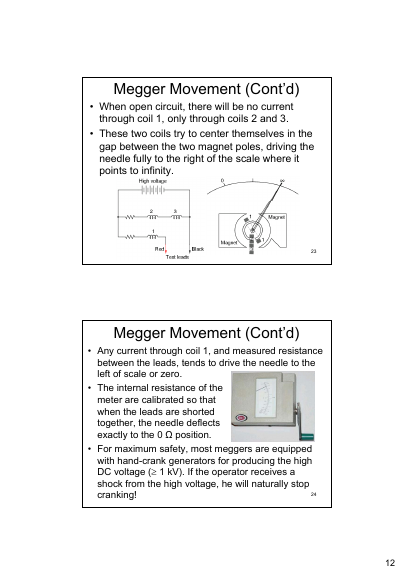 Megger Movement (Cont'd)
• When open circuit, there will be no current
through coil 1, only through coils 2 and 3.
• These two coils try to center themselves in the
gap between the two magnet poles, driving the
needle fully to the right of the scale where it
points to infinity.
High voltage
2 3
1
Red Black
Test leads
0 I ∞
1 Magnet
Magnet 1
23
Megger Movement (Cont'd)
• Any current through coil 1, and measured resistance
between the leads, tends to drive the needle to the
left of scale or zero.
• The internal resistance of the
meter are calibrated so that
when the leads are shorted
together, the needle deflects
exactly to the 0 Ω position.
• For maximum safety, most meggers are equipped
with hand-crank generators for producing the high
DC voltage (≥ 1 kV). If the operator receives a
shock from the high voltage, he will naturally stop
cranking!
24
12